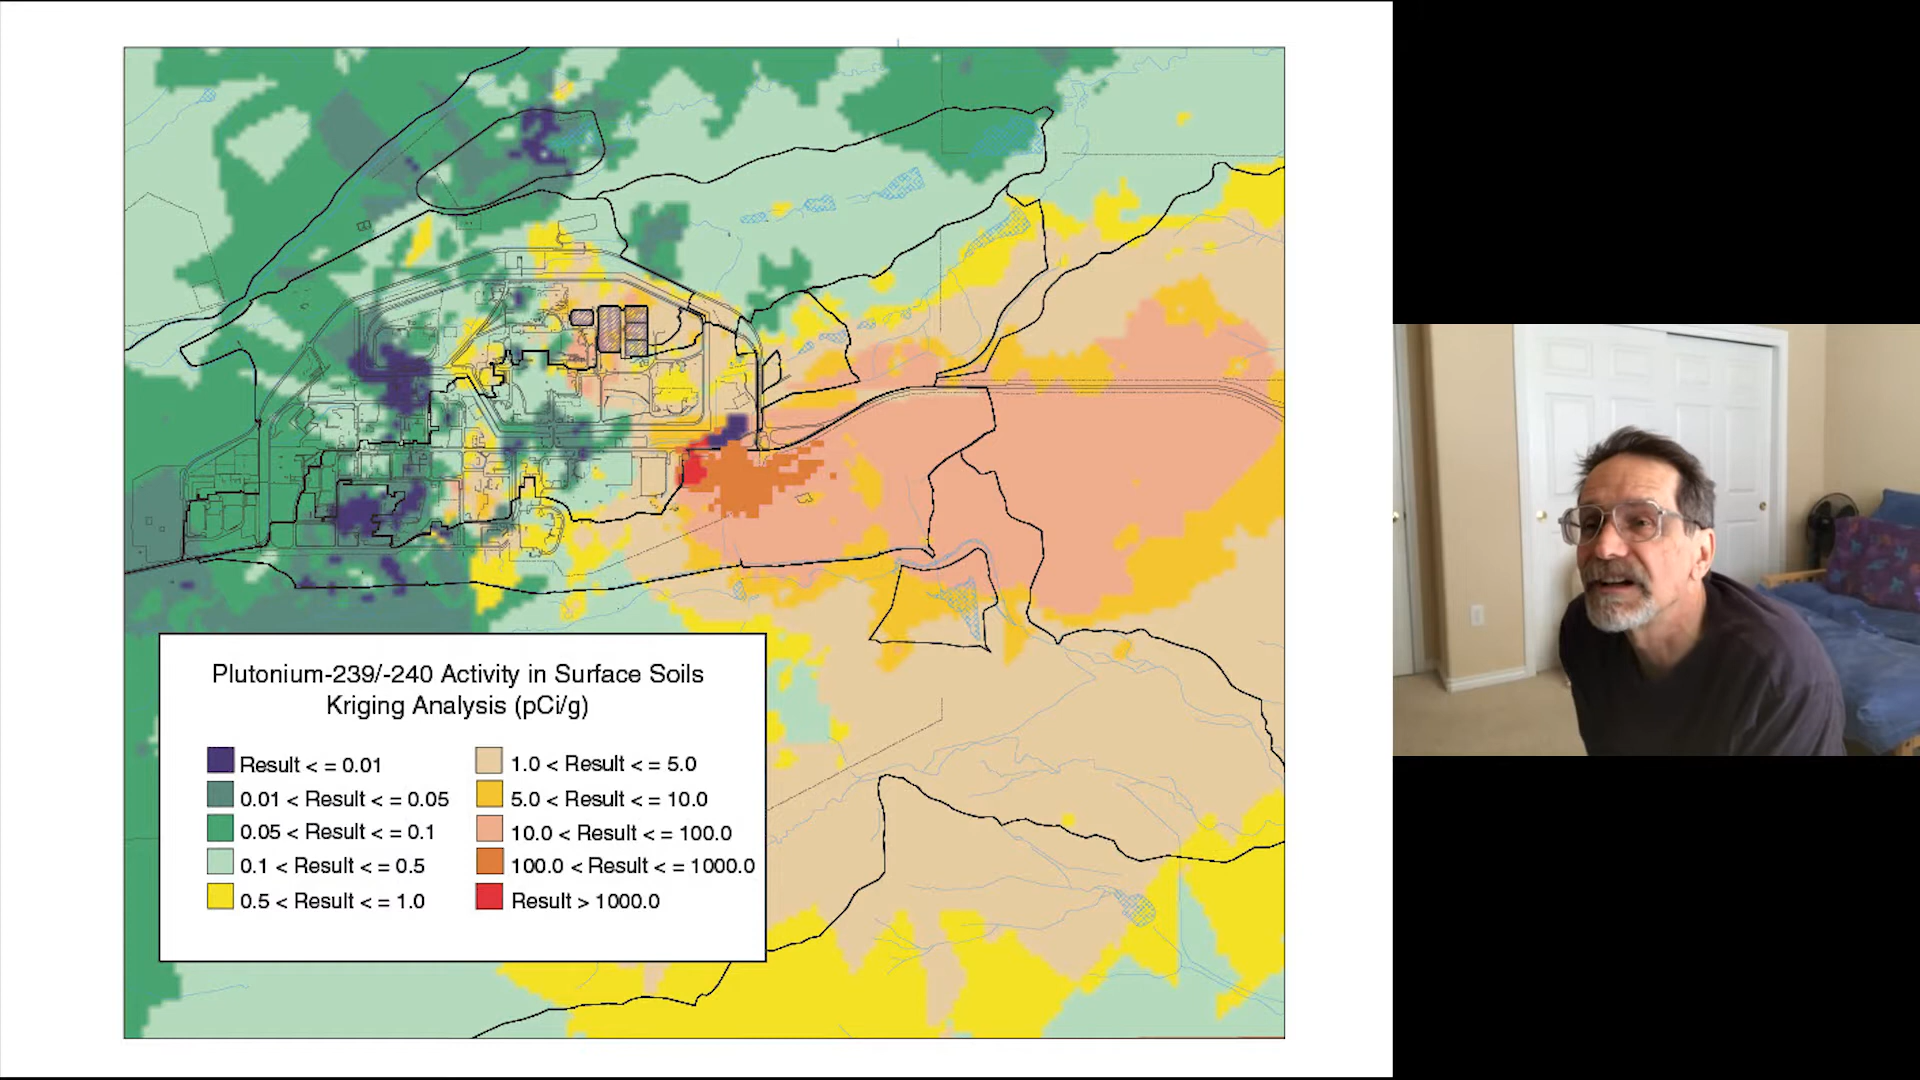 Plutonium-239/-240 Activity in Surface Soils
Kriging Analysis (pCi/g)
Result < = 0.01
0.01 < Result < = 0.05
0.05 < Result < = 0.1
0.1 < Result < = 0.5
0.5 < Result < = 1.0
1.0 < Result < = 5.0
5.0 < Result < = 10.0
10.0 < Result < = 100.0
100.0 < Result < = 1000.0
Result > 1000.0